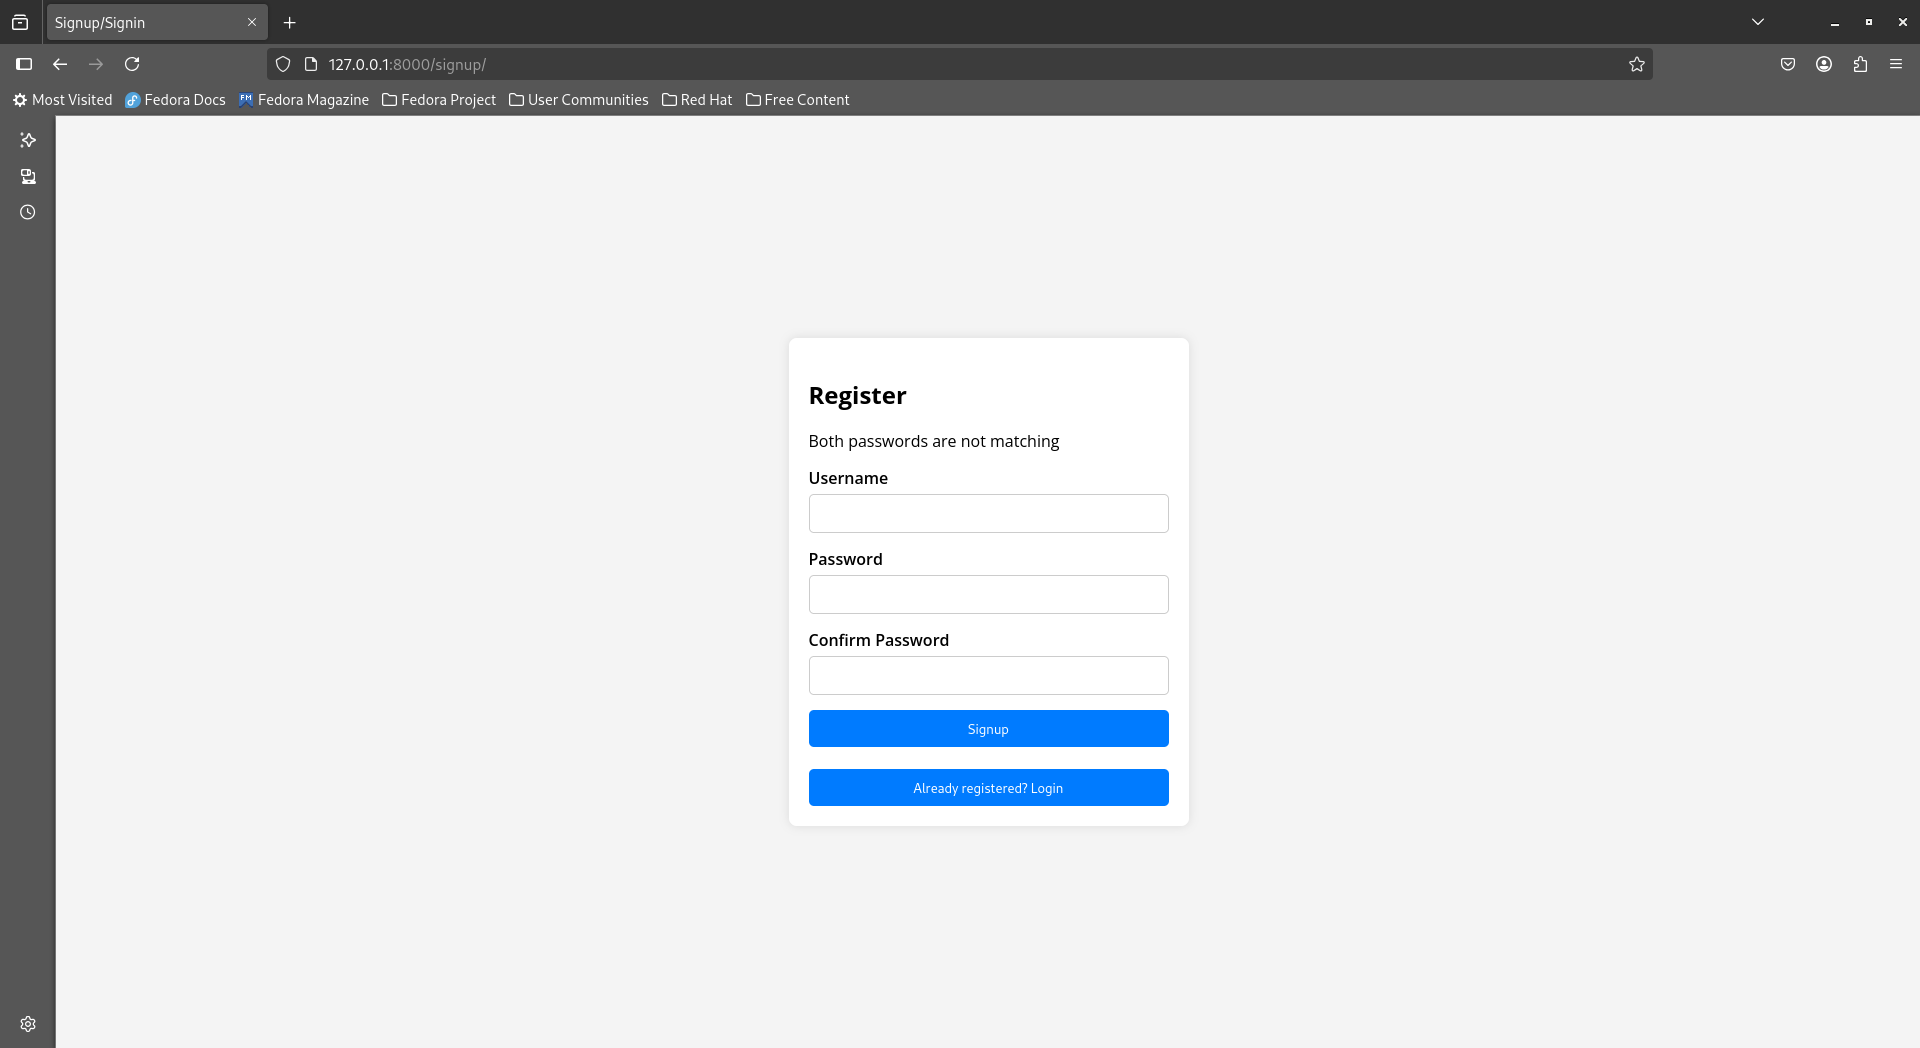 Signup/Signin
127.0.0.1:8000/signup/
Most Visited Fedora Docs Fedora Magazine Fedora Project User Communities Red Hat Free Content
Register
Both passwords are not matching
Username
Password
Confirm Password
Signup
Already registered? Login